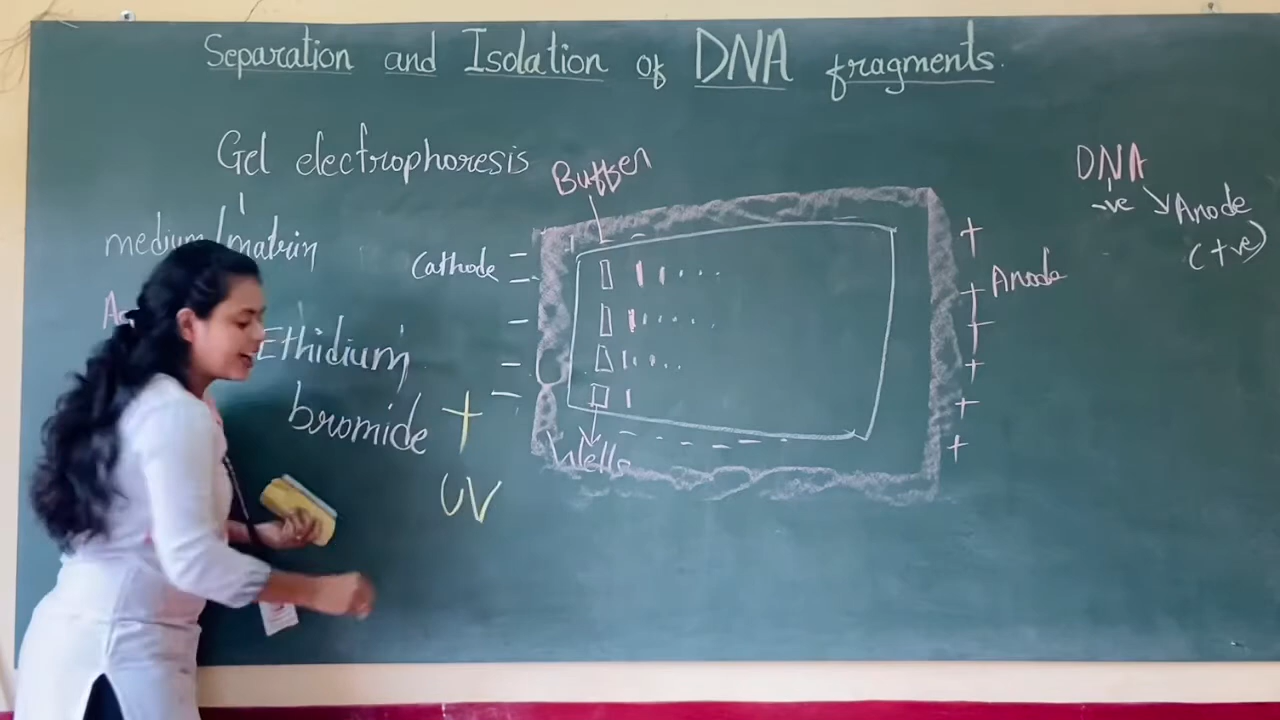 Separation and Isolation of DNA fragments.
Gel electrophoresis
medium/matrin
Ethidium
bromide +
UV
Buffer
Cathode
Wells
+
Anode
+
+
+
+
+
DNA
-ve
Anode
(+ve)